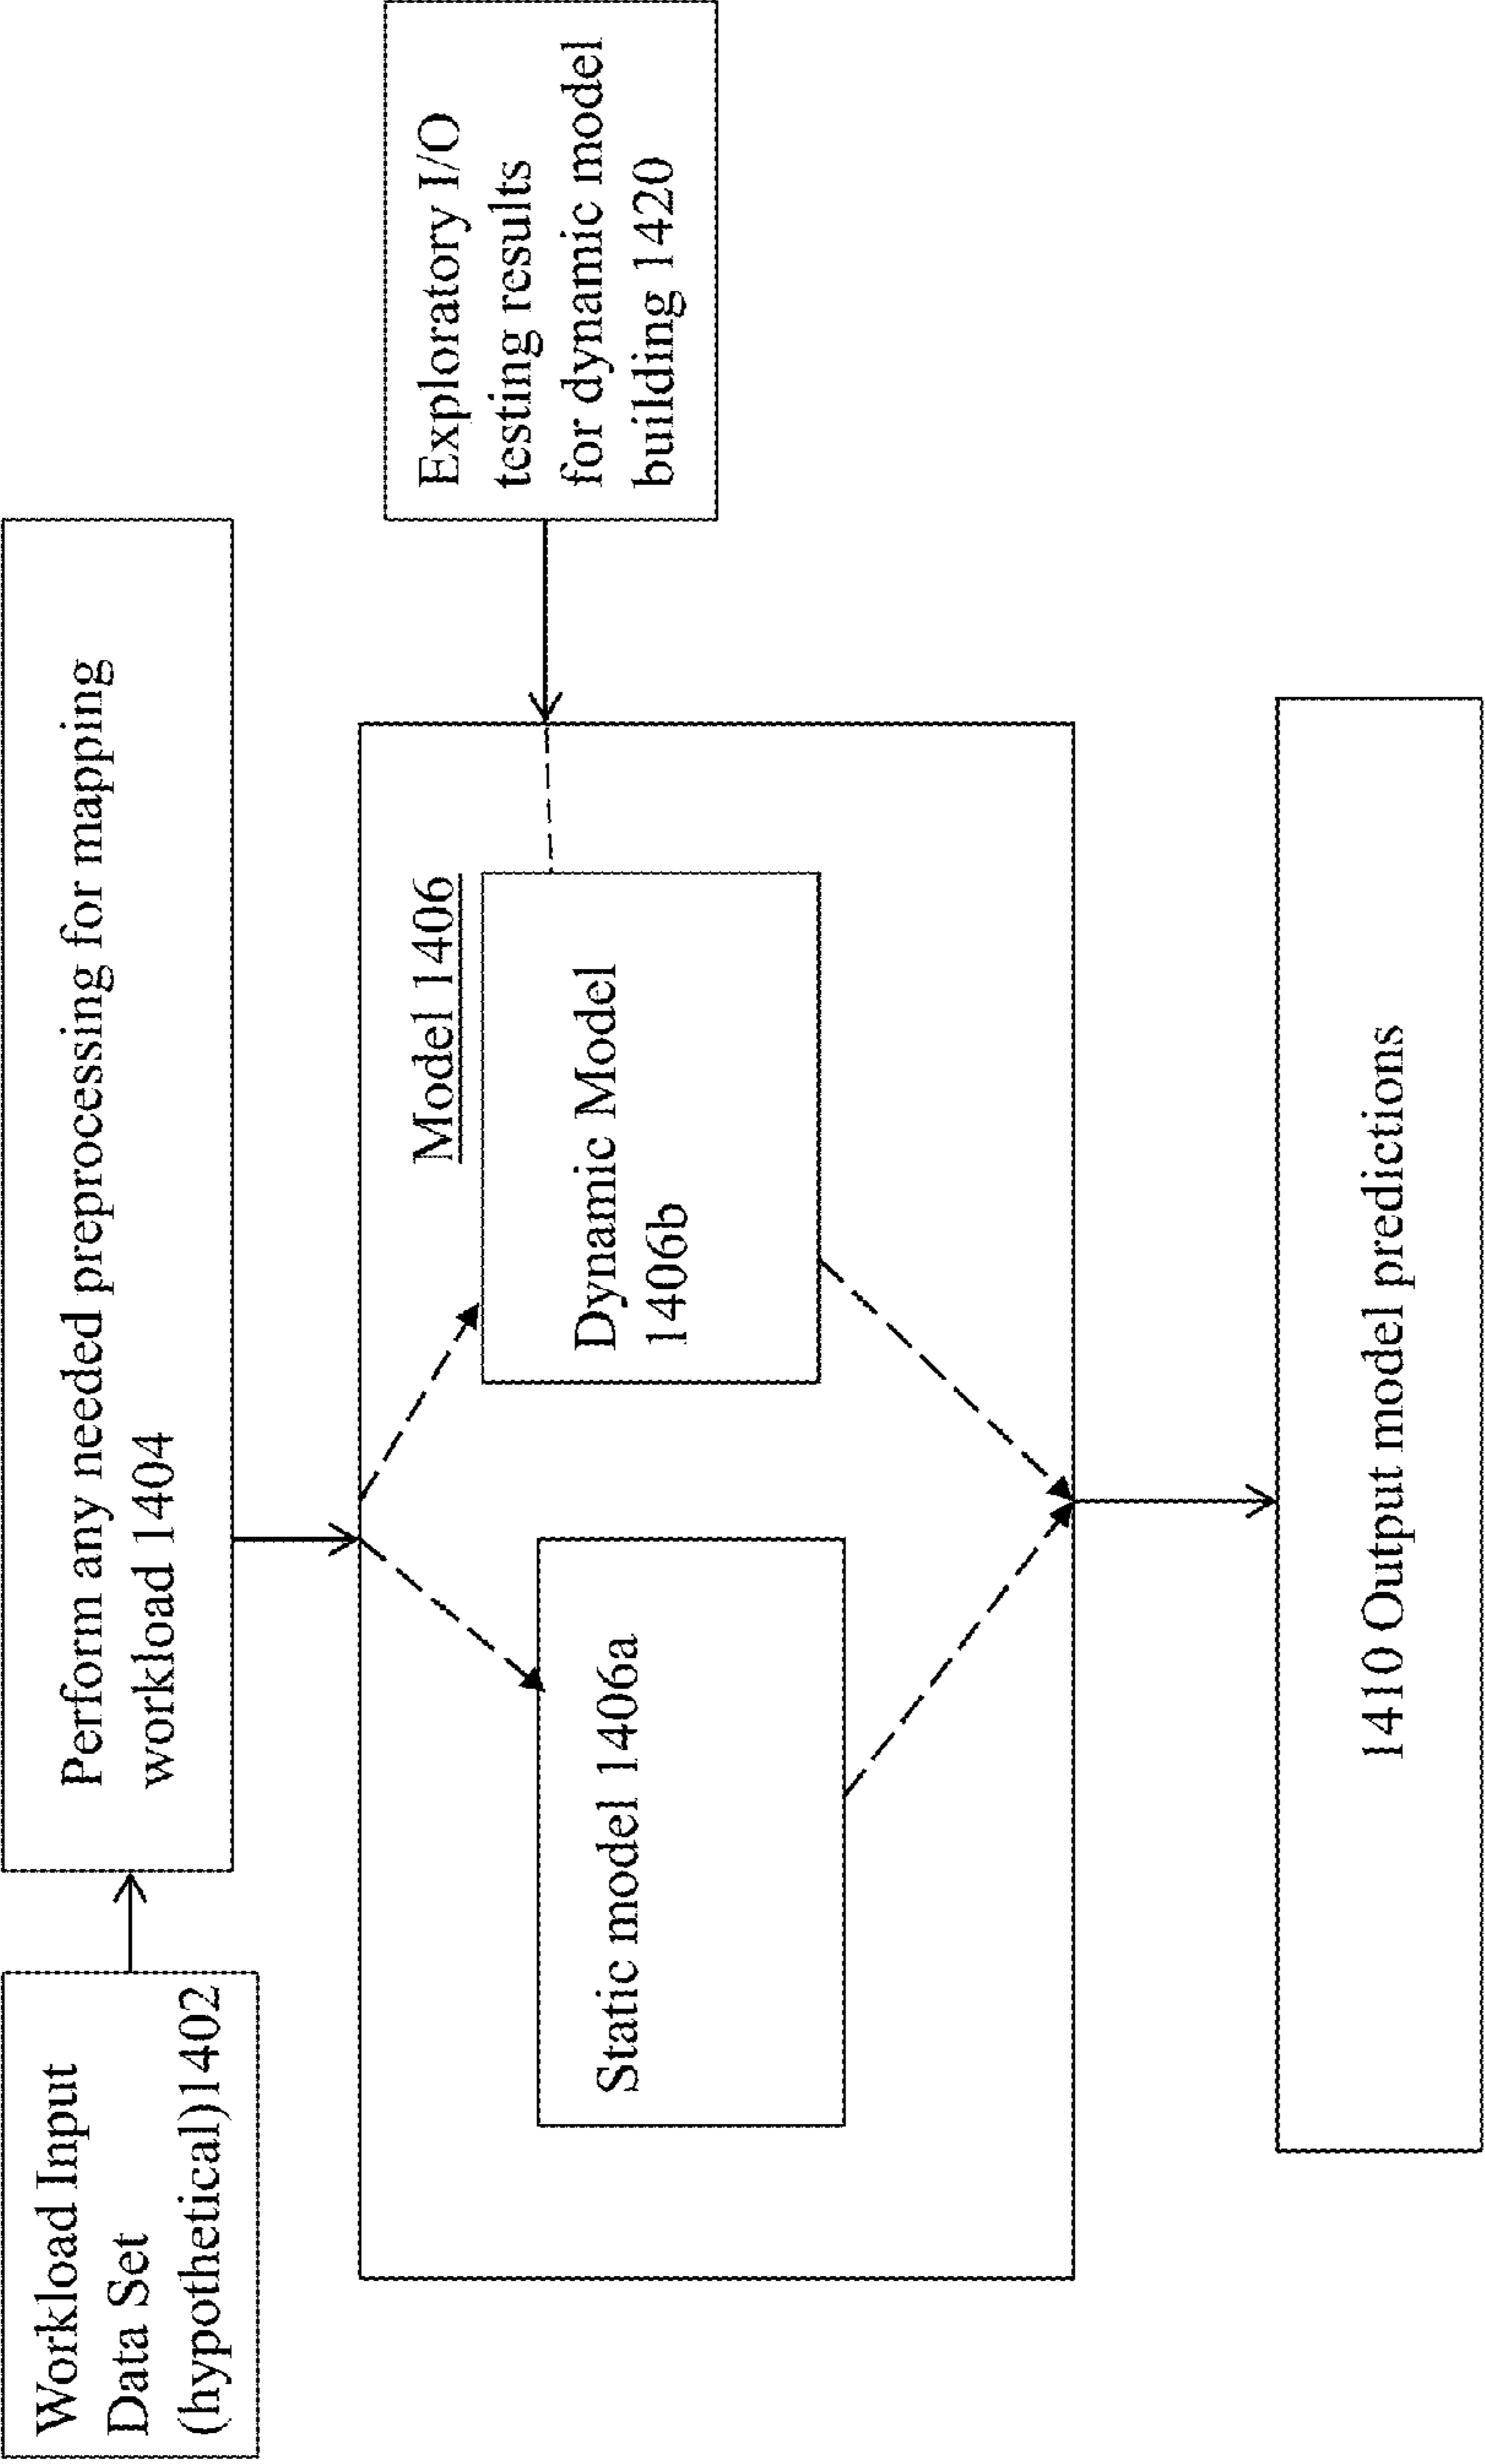 Workload Input
Data Set
(hypothetical)1402
Perform any needed preprocessing for mapping
workload 1404
Exploratory I/O
testing results
for dynamic model
building 1420
Model 1406
Static model 1406a
Dynamic Model
1406b
1410 Output model predictions